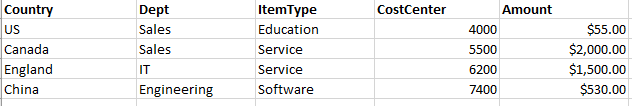 Country Dept ItemType CostCenter Amount
US Sales Education 4000 $55.00
Canada Sales Service 5500 $2,000.00
England IT Service 6200 $1,500.00
China Engineering Software 7400 $530.00